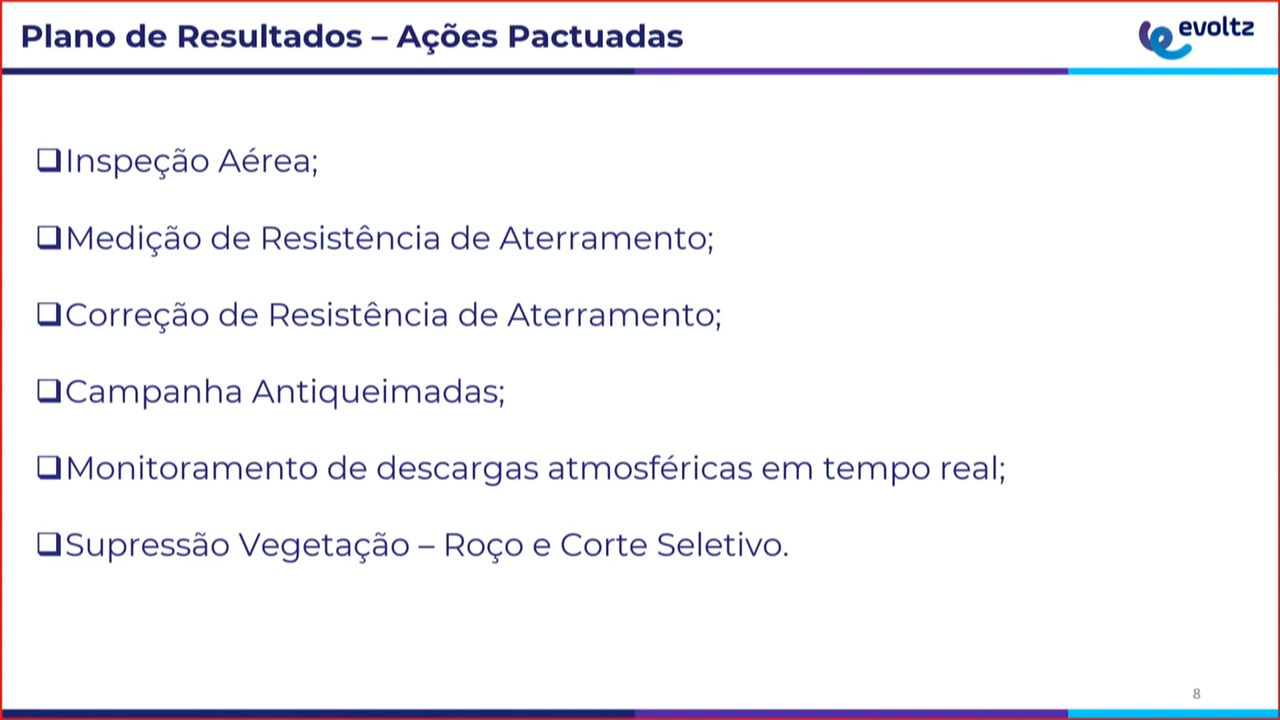 Plano de Resultados – Ações Pactuadas
evoltz
❑Inspeção Aérea;
❑Medição de Resistência de Aterramento;
❑Correção de Resistência de Aterramento;
❑Campanha Antiqueimadas;
❑Monitoramento de descargas atmosféricas em tempo real;
❑Supressão Vegetação – Roço e Corte Seletivo.
8